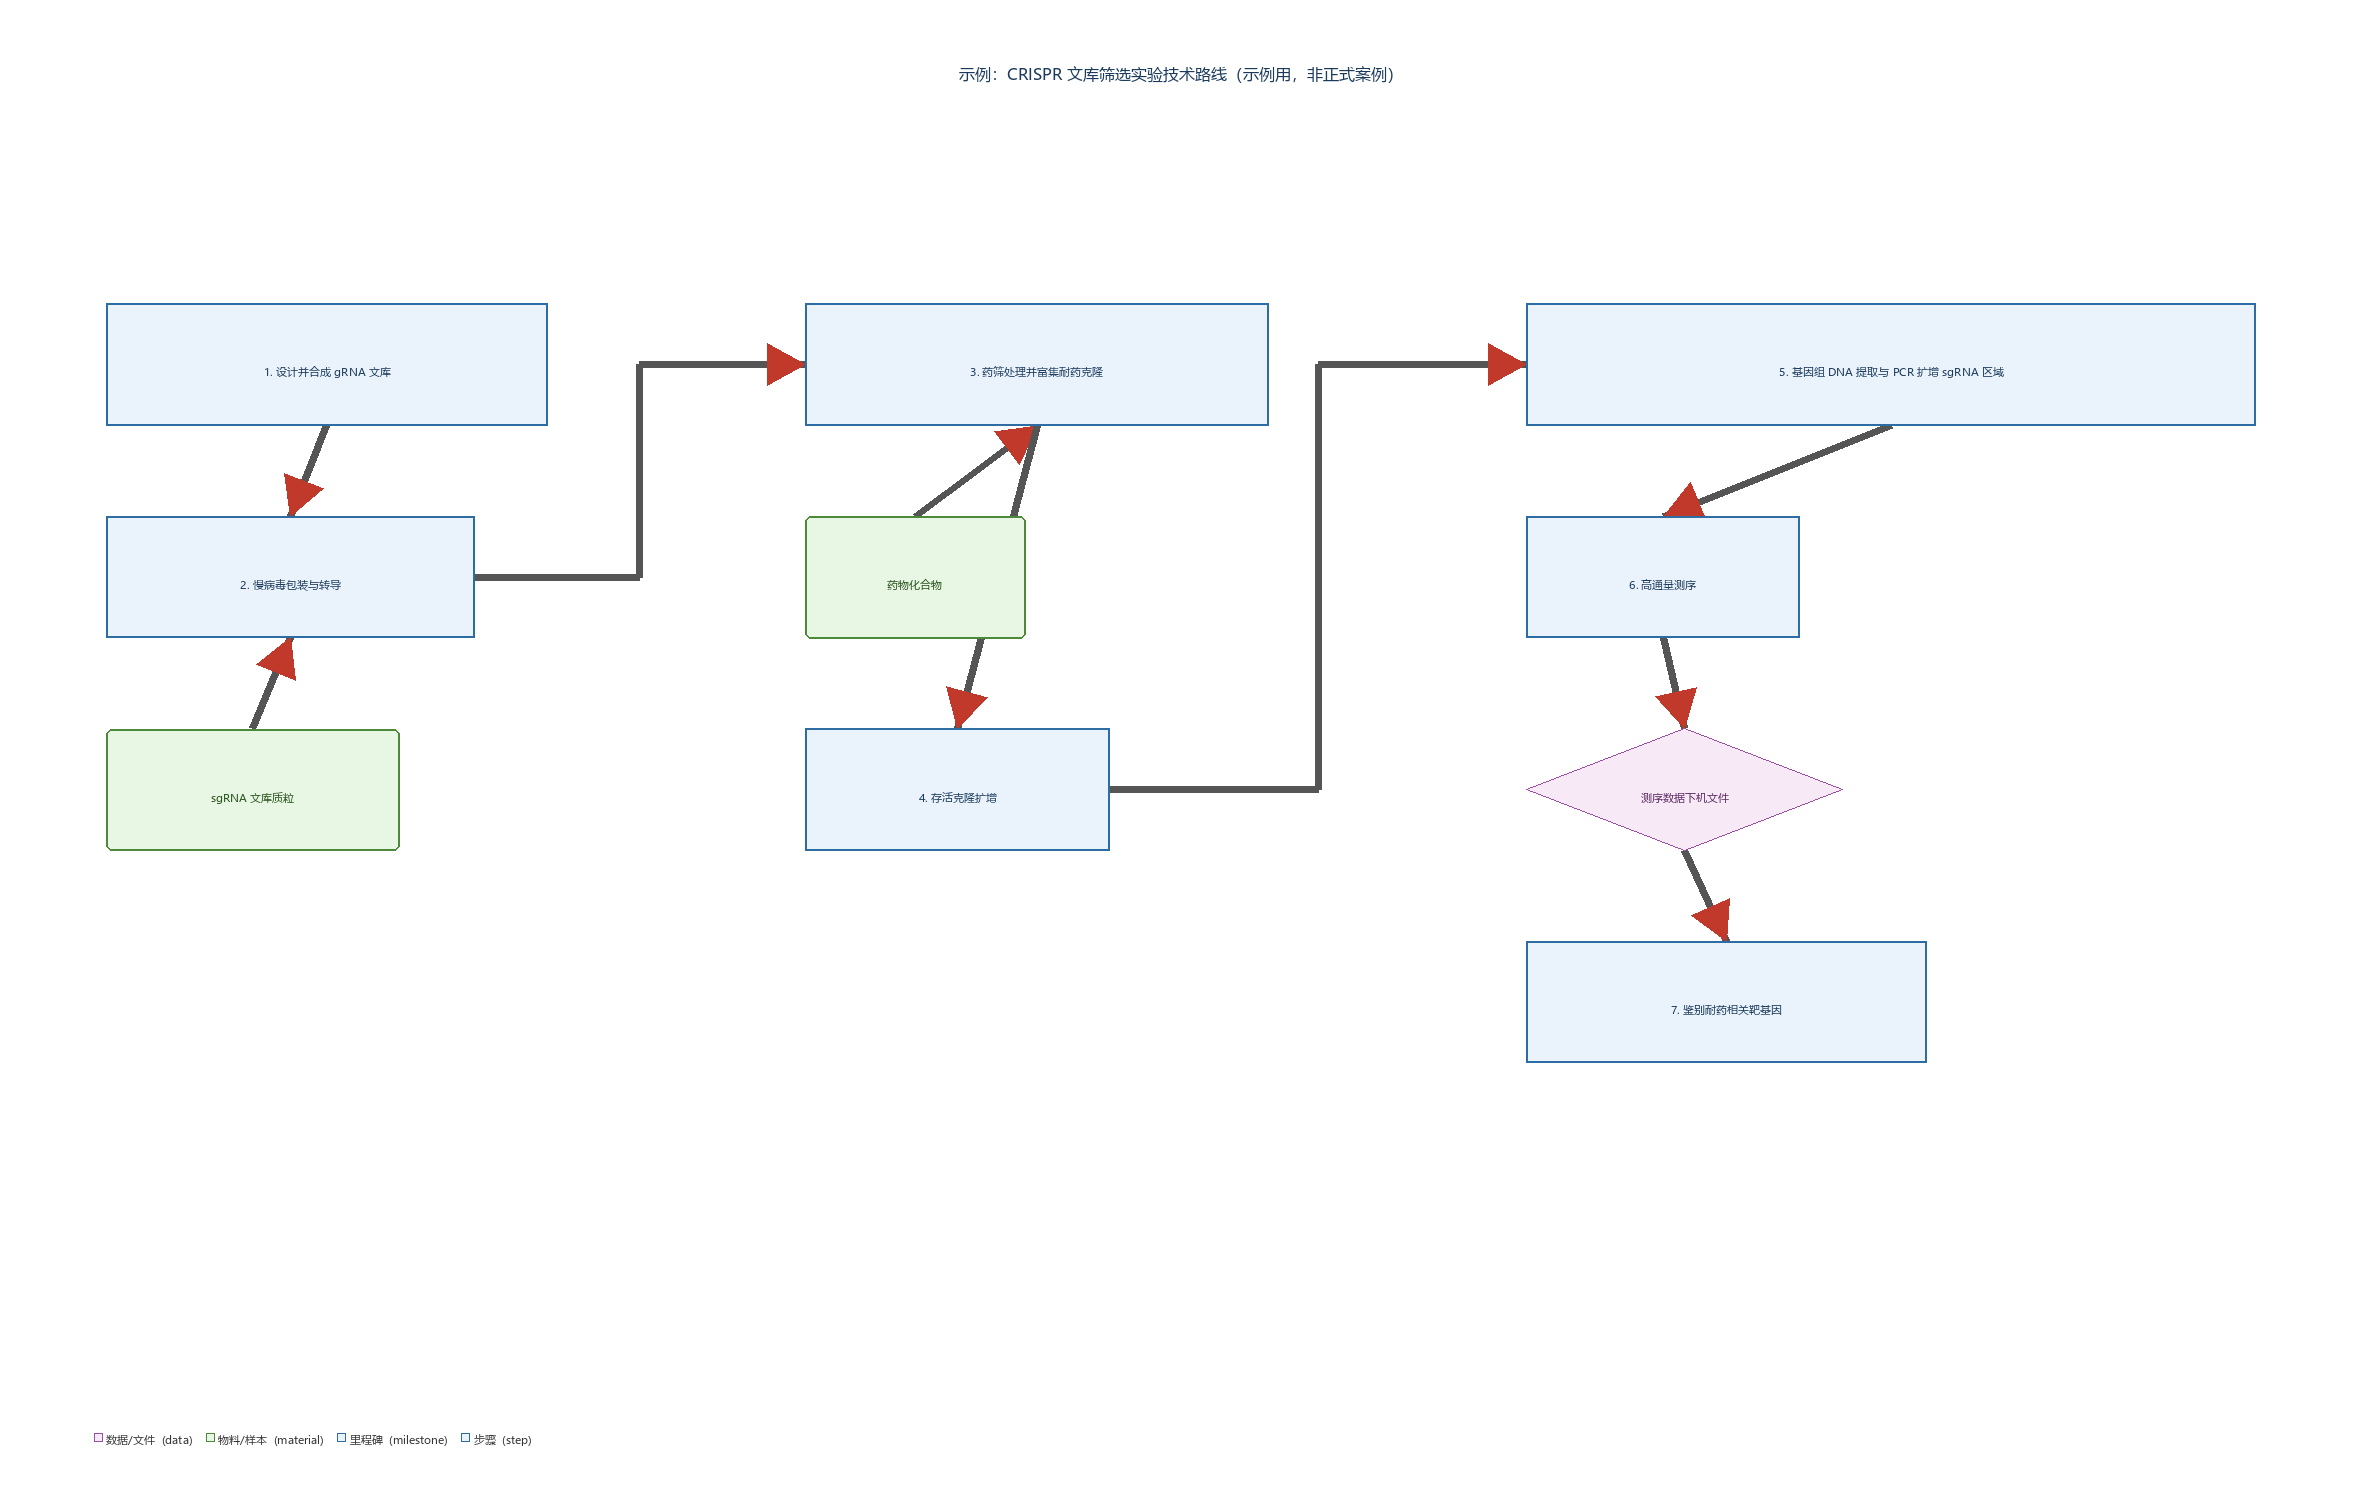 示例：CRISPR 文库筛选实验技术路线（示例用，非正式案例）
1. 设计并合成 gRNA 文库
2. 慢病毒包装与转导
sgRNA 文库质粒
3. 药筛处理并富集耐药克隆
药物化合物
4. 存活克隆扩增
5. 基因组 DNA 提取与 PCR 扩增 sgRNA 区域
6. 高通量测序
测序数据下机文件
7. 鉴别耐药相关靶基因
数据/文件 (data) 物料/样本 (material) 里程碑 (milestone) 步骤 (step)